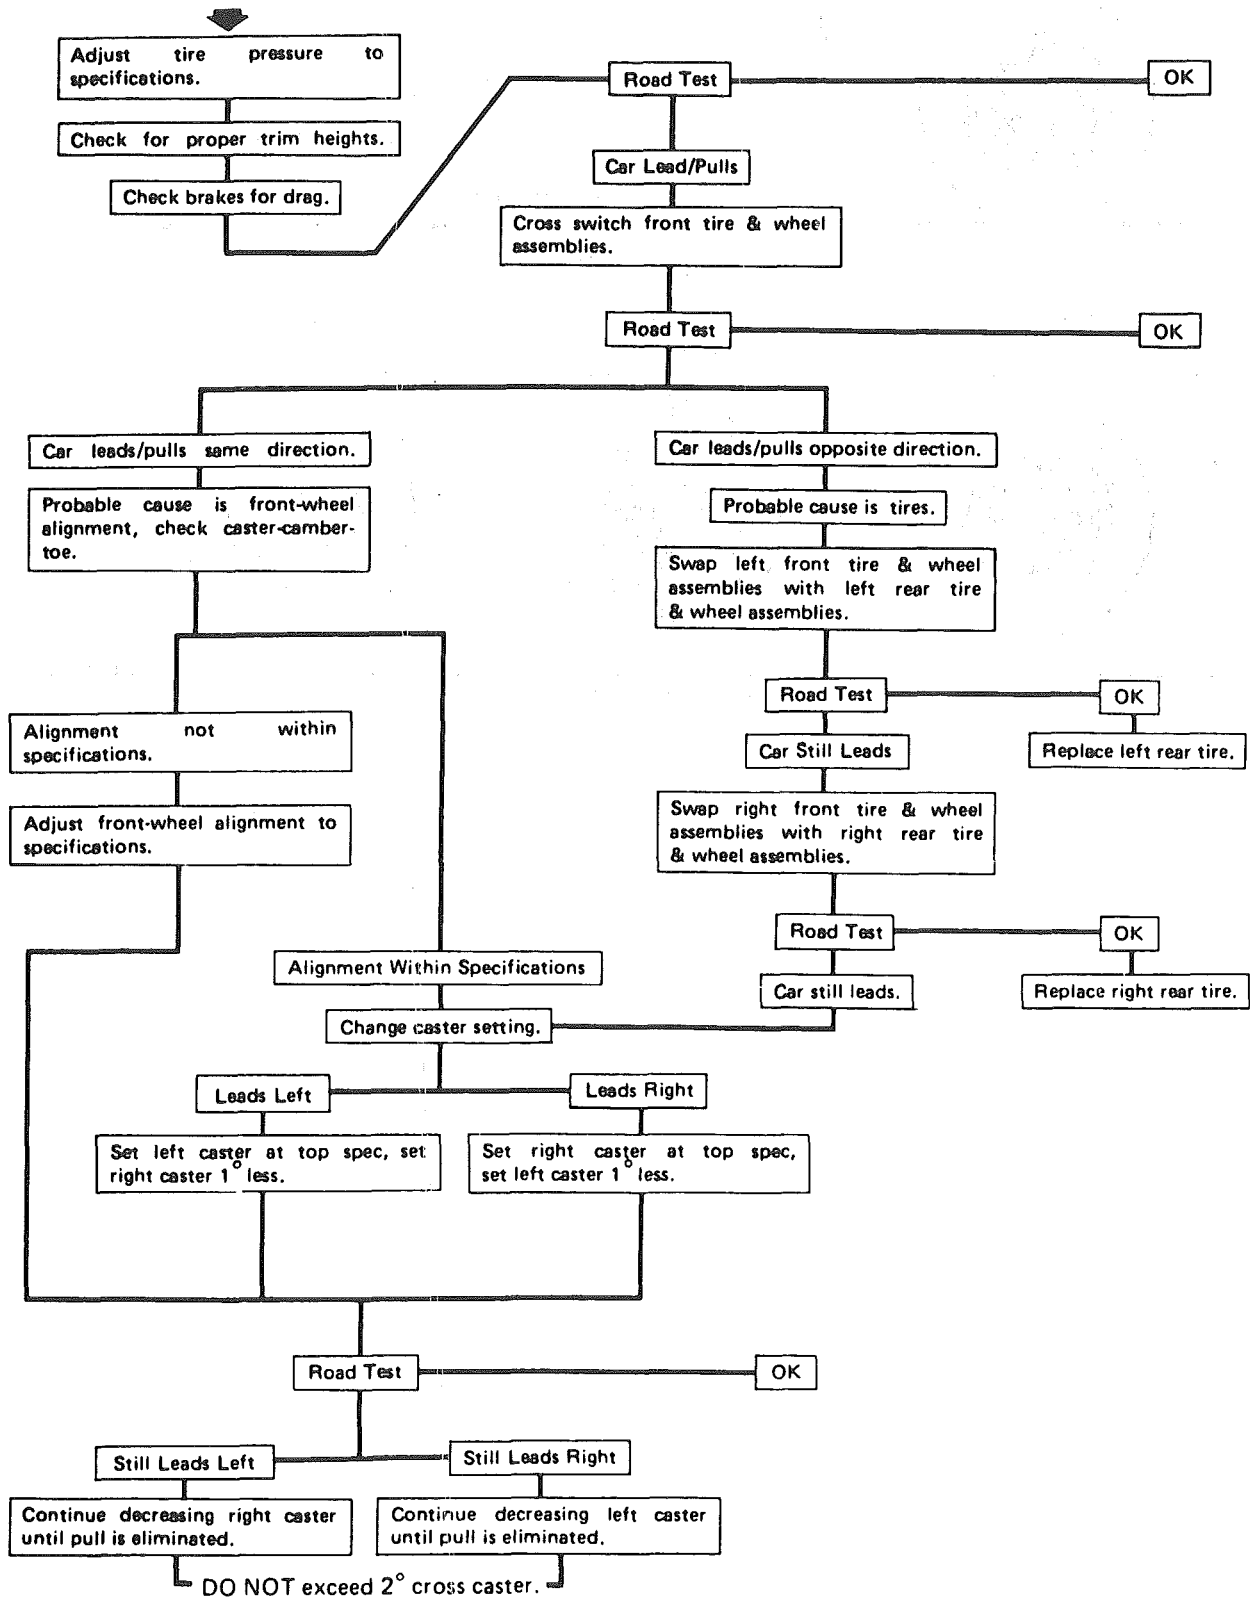 Adjust tire pressure to
specifications.
Check for proper trim heights.
Check brakes for drag.
Road Test
OK
Car Lead/Pulls
Cross switch front tire & wheel
assemblies.
Road Test
OK
Car leads/pulls same direction.
Probable cause is front-wheel
alignment, check caster-camber-
toe.
Car leads/pulls opposite direction.
Probable cause is tires.
Swap left front tire & wheel
assemblies with left rear tire
& wheel assemblies.
Road Test
OK
Car Still Leads
Replace left rear tire.
Swap right front tire & wheel
assemblies with right rear tire
& wheel assemblies.
Road Test
OK
Car still leads.
Replace right rear tire.
Alignment not within
specifications.
Adjust front-wheel alignment to
specifications.
Alignment Within Specifications
Change caster setting.
Leads Left
Leads Right
Set left caster at top spec, set
right caster 1° less.
Set right caster at top spec,
set left caster 1° less.
Road Test
OK
Still Leads Left
Still Leads Right
Continue decreasing right caster
until pull is eliminated.
Continue decreasing left caster
until pull is eliminated.
DO NOT exceed 2° cross caster.